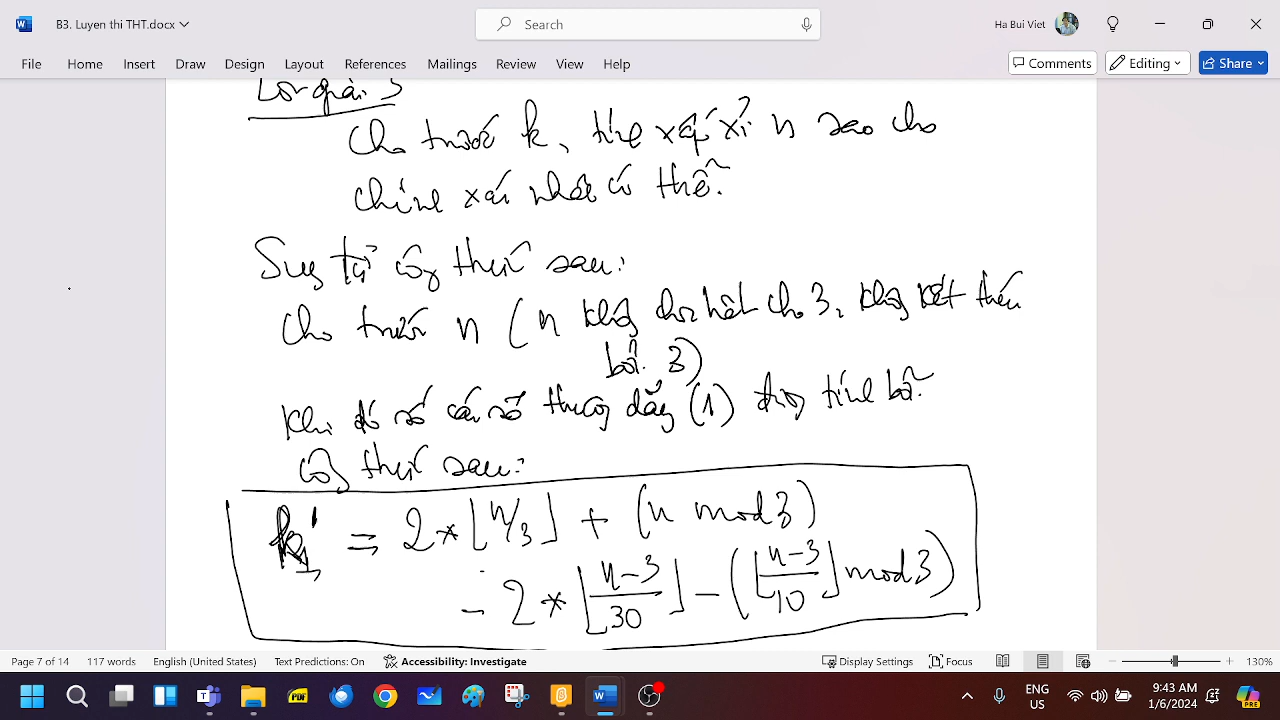 B3. Luyen thi THT.docx
Search
Ha Bui Viet
File Home Insert Draw Design Layout References Mailings Review View Help
Comments Editing Share
Lời giải 3
Cho trước k, tính xấp xỉ n sao cho
chính xác nhất có thể.
Suy từ công thức sau:
Cho trước n (n không chia hết cho 3, không kết thúc
bởi 3)
Khi đó số các số thuộc dãy (1) được tính bởi
công thức sau:
k'₁ = 2 * ⌊n/3⌋ + (n mod 3)
- 2 * ⌊(n-3)/30⌋ - (⌊(n-3)/10⌋ mod 3)
Page 7 of 14 117 words English (United States) Text Predictions: On Accessibility: Investigate Display Settings Focus 130%
PDF ENG US 9:43 AM 1/6/2024 PRE